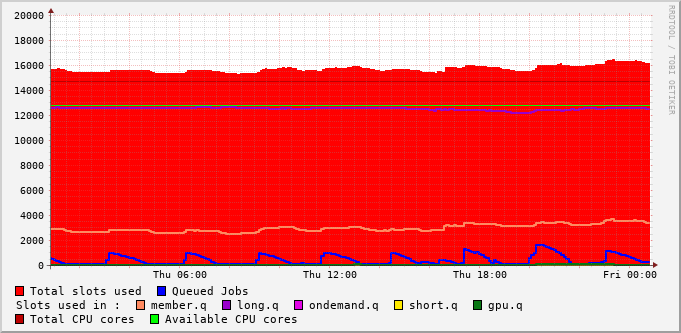 20000
18000
16000
14000
12000
10000
8000
6000
4000
2000
0
Thu 06:00 Thu 12:00 Thu 18:00 Fri 00:00
RRDTOOL / TOBI OETIKER
Total slots used Queued Jobs
Slots used in : member.q long.q ondemand.q short.q gpu.q
Total CPU cores Available CPU cores